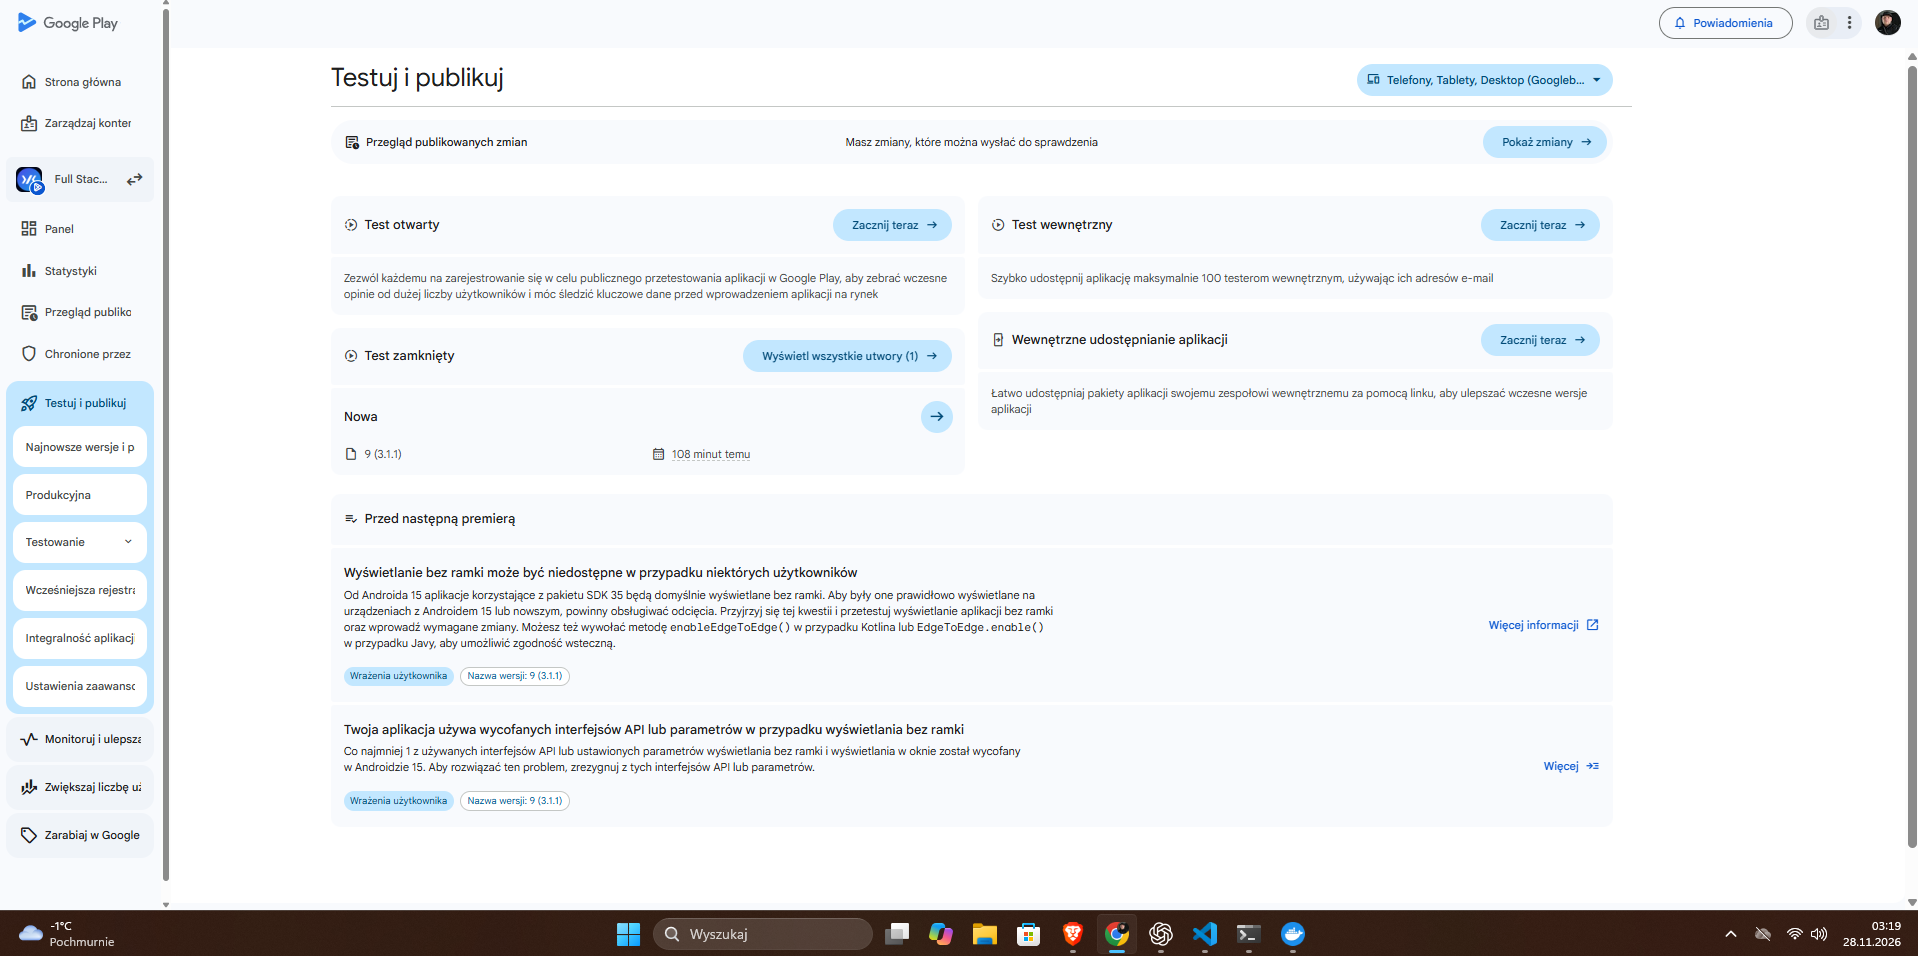 Google Play
Powiadomienia
Strona główna
Zarządzaj konter
Full Stac...
Panel
Statystyki
Przegląd publiko
Chronione przez
Testuj i publikuj
Najnowsze wersje i p
Produkcyjna
Testowanie
Wcześniejsza rejestra
Integralność aplikacji
Ustawienia zaawansc
Monitoruj i ulepsza
Zwiększaj liczbę uż
Zarabiaj w Google
Testuj i publikuj
Telefony, Tablety, Desktop (Googleb...
Przegląd publikowanych zmian
Masz zmiany, które można wysłać do sprawdzenia
Pokaż zmiany
Test otwarty
Zacznij teraz
Zezwól każdemu na zarejestrowanie się w celu publicznego przetestowania aplikacji w Google Play, aby zebrać wczesne
opinie od dużej liczby użytkowników i móc śledzić kluczowe dane przed wprowadzeniem aplikacji na rynek
Test wewnętrzny
Zacznij teraz
Szybko udostępnij aplikację maksymalnie 100 testerom wewnętrznym, używając ich adresów e-mail
Test zamknięty
Wyświetl wszystkie utwory (1)
Nowa
9 (3.1.1)
108 minut temu
Wewnętrzne udostępnianie aplikacji
Zacznij teraz
Łatwo udostępniaj pakiety aplikacji swojemu zespołowi wewnętrznemu za pomocą linku, aby ulepszać wczesne wersje
aplikacji
Przed następną premierą
Wyświetlanie bez ramki może być niedostępne w przypadku niektórych użytkowników
Od Androida 15 aplikacje korzystające z pakietu SDK 35 będą domyślnie wyświetlane bez ramki. Aby były one prawidłowo wyświetlane na
urządzeniach z Androidem 15 lub nowszym, powinny obsługiwać odcięcia. Przyjrzyj się tej kwestii i przetestuj wyświetlanie aplikacji bez ramki
oraz wprowadź wymagane zmiany. Możesz też wywołać metodę enableEdgeToEdge() w przypadku Kotlina lub EdgeToEdge.enable()
w przypadku Javy, aby umożliwić zgodność wsteczną.
Więcej informacji
Wrażenia użytkownika
Nazwa wersji: 9 (3.1.1)
Twoja aplikacja używa wycofanych interfejsów API lub parametrów w przypadku wyświetlania bez ramki
Co najmniej 1 z używanych interfejsów API lub ustawionych parametrów wyświetlania bez ramki i wyświetlania w oknie został wycofany
w Androidzie 15. Aby rozwiązać ten problem, zrezygnuj z tych interfejsów API lub parametrów.
Więcej
Wrażenia użytkownika
Nazwa wersji: 9 (3.1.1)
-1°C
Pochmurnie
Wyszukaj
03:19
28.11.2026